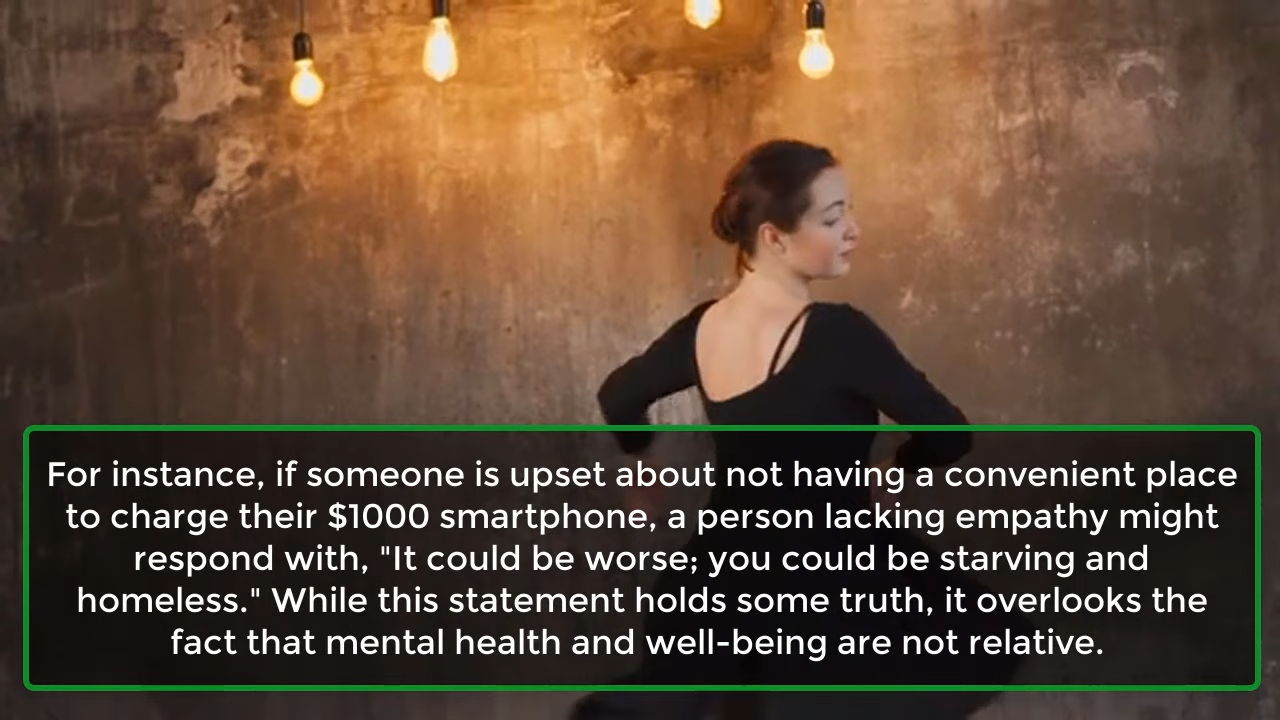 For instance, if someone is upset about not having a convenient place
to charge their $1000 smartphone, a person lacking empathy might
respond with, "It could be worse; you could be starving and
homeless." While this statement holds some truth, it overlooks the
fact that mental health and well-being are not relative.